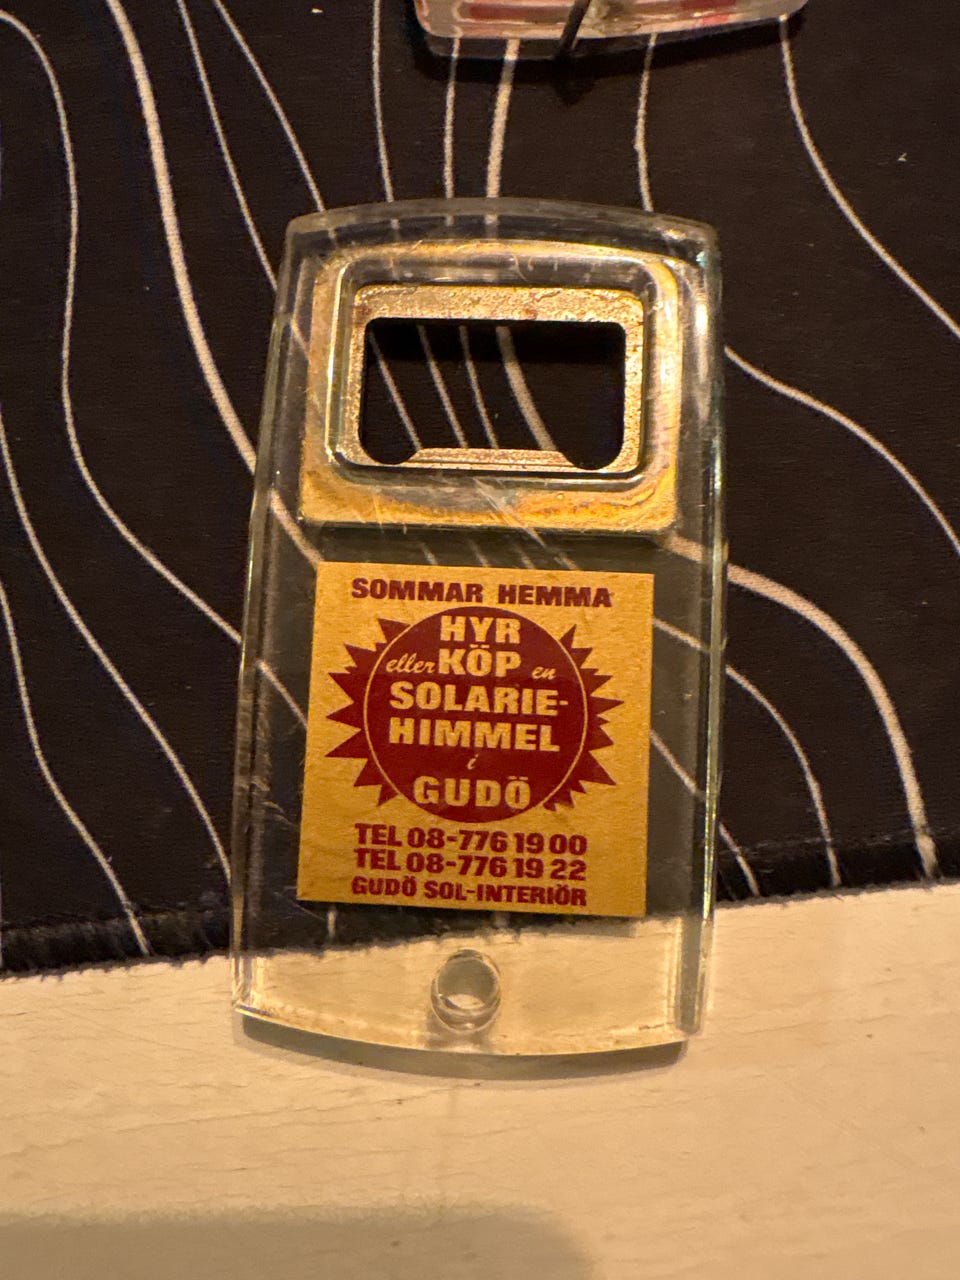 SOMMAR HEMMA
HYR
eller KÖP en
SOLARIE-
HIMMEL
i
GUDÖ
TEL 08-776 19 00
TEL 08-776 19 22
GUDÖ SOL-INTERIÖR